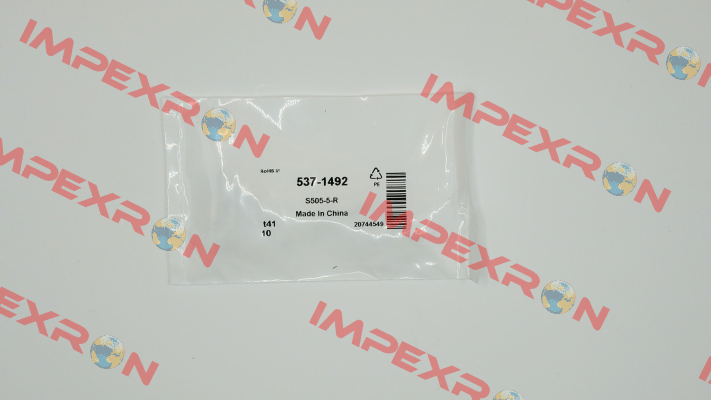 IMPEXRON
IMPEXRON
IMPEXRON
RoHS
537-1492
PE
S505-5-R
Made In China
t41
10
20744549
IMPEXRON
IMPEXRON
IMPEXRON
IMPEXRON